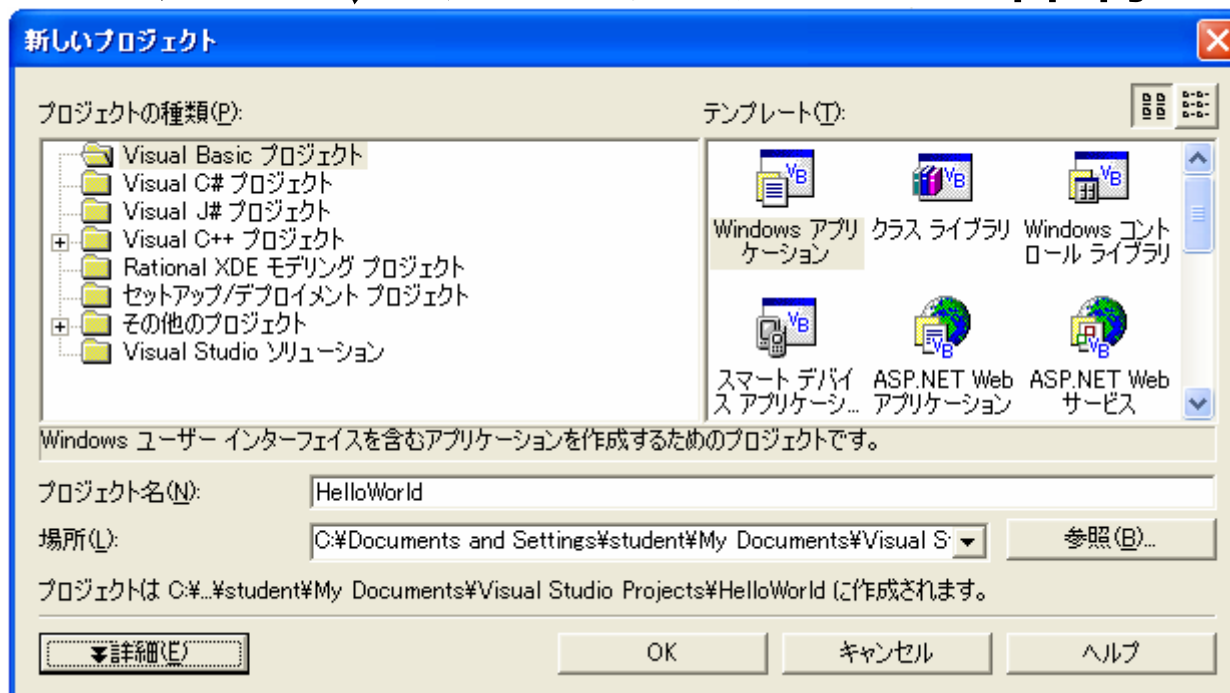 新しいプロジェクト
プロジェクトの種類(P):
テンプレート(T):
Visual Basic プロジェクト
Visual C# プロジェクト
Visual J# プロジェクト
Visual C++ プロジェクト
Rational XDE モデリング プロジェクト
セットアップ/デプロイメント プロジェクト
その他のプロジェクト
Visual Studio ソリューション
Windows アプリ
ケーション
クラス ライブラリ
Windows コント
ロール ライブラリ
スマート デバイ
ス アプリケーシ...
ASP.NET Web
アプリケーション
ASP.NET Web
サービス
Windows ユーザー インターフェイスを含むアプリケーションを作成するためのプロジェクトです。
プロジェクト名(N):
HelloWorld
場所(L):
C:¥Documents and Settings¥student¥My Documents¥Visual S
参照(B)...
プロジェクトは C:¥...¥student¥My Documents¥Visual Studio Projects¥HelloWorld に作成されます。
詳細(E)
OK
キャンセル
ヘルプ